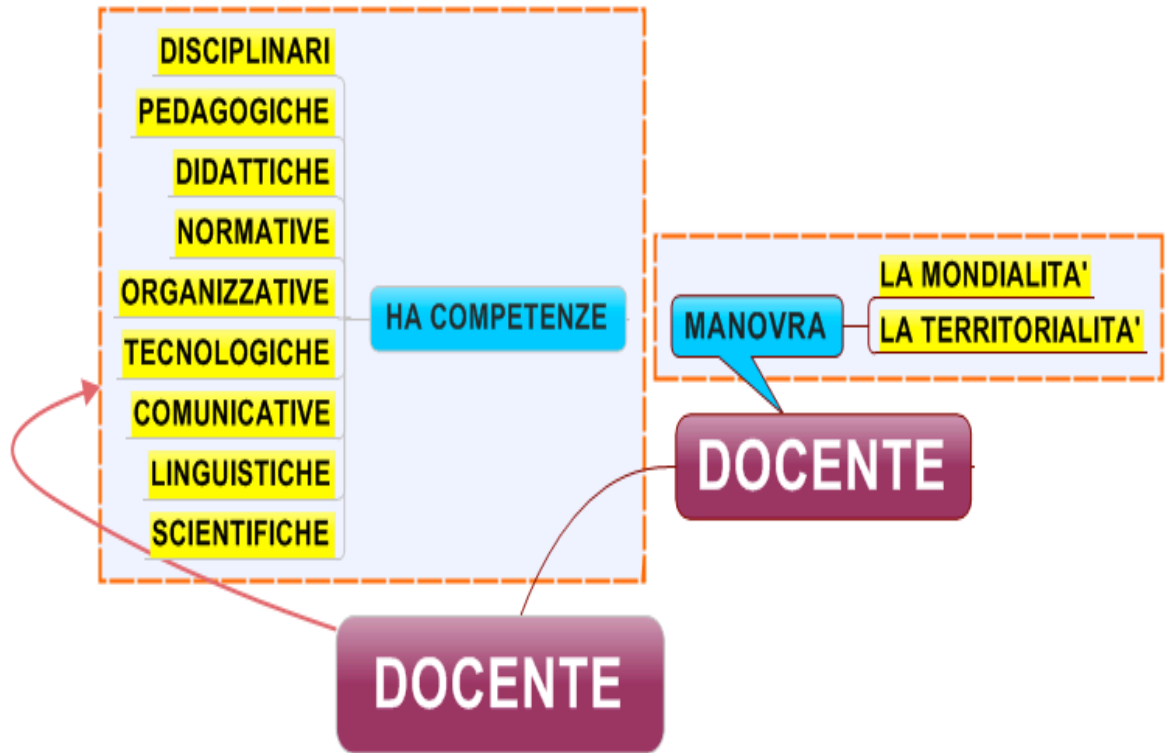 DISCIPLINARI
PEDAGOGICHE
DIDATTICHE
NORMATIVE
ORGANIZZATIVE
TECNOLOGICHE
COMUNICATIVE
LINGUISTICHE
SCIENTIFICHE
HA COMPETENZE
MANOVRA
LA MONDIALITA'
LA TERRITORIALITA'
DOCENTE
DOCENTE